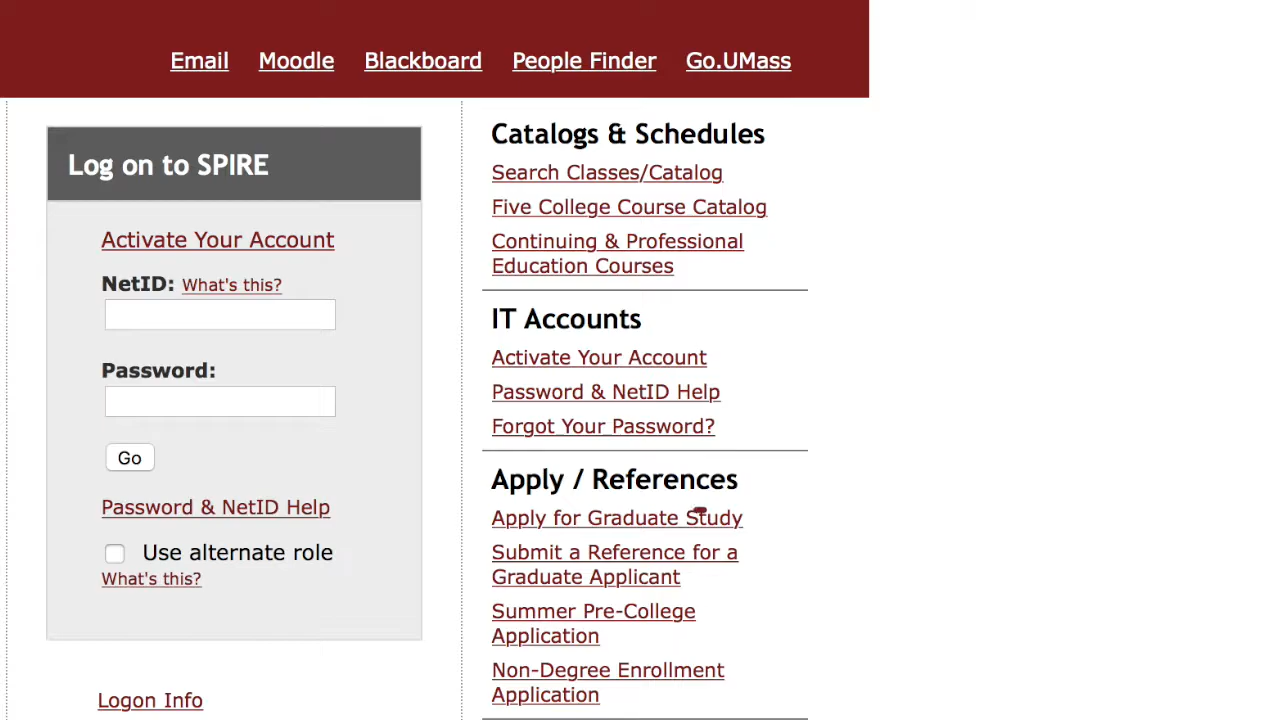 Email Moodle Blackboard People Finder Go.UMass
Log on to SPIRE
Activate Your Account
NetID: What's this?
Password:
Go
Password & NetID Help
Use alternate role
What's this?
Logon Info
Catalogs & Schedules
Search Classes/Catalog
Five College Course Catalog
Continuing & Professional
Education Courses
IT Accounts
Activate Your Account
Password & NetID Help
Forgot Your Password?
Apply / References
Apply for Graduate Study
Submit a Reference for a
Graduate Applicant
Summer Pre-College
Application
Non-Degree Enrollment
Application